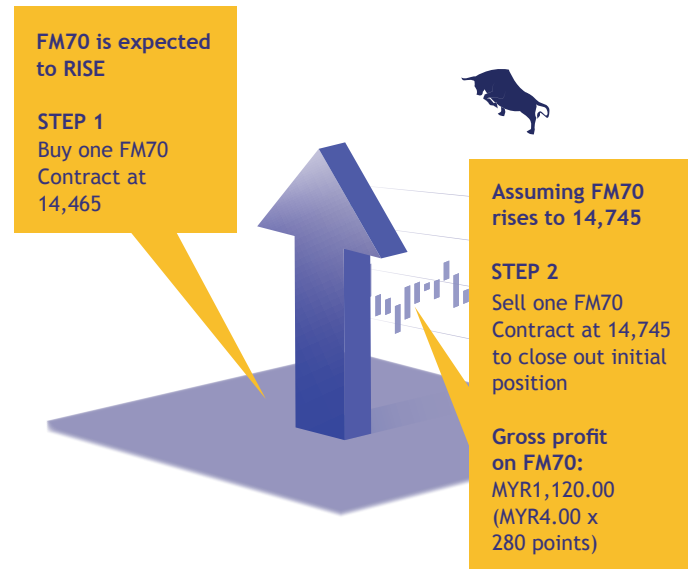 FM70 is expected
to RISE
STEP 1
Buy one FM70
Contract at
14,465
Assuming FM70
rises to 14,745
STEP 2
Sell one FM70
Contract at 14,745
to close out initial
position
Gross profit
on FM70:
MYR1,120.00
(MYR4.00 x
280 points)